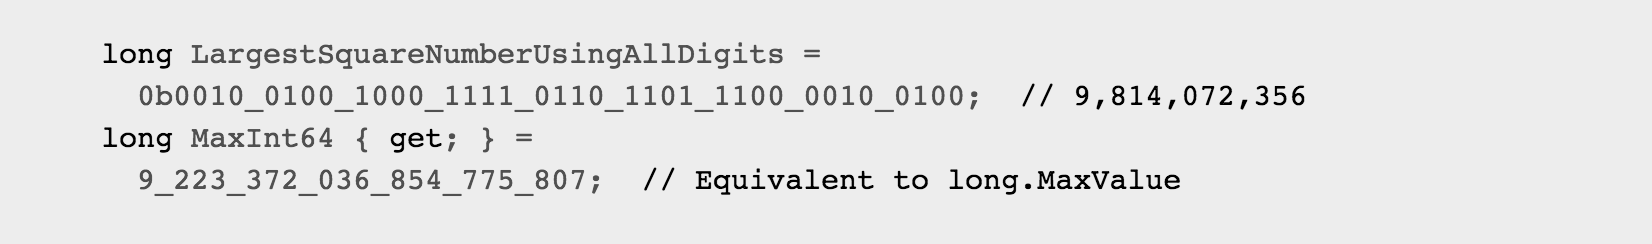 long LargestSquareNumberUsingAllDigits =
0b0010_0100_1000_1111_0110_1101_1100_0010_0100; // 9,814,072,356
long MaxInt64 { get; } =
9_223_372_036_854_775_807; // Equivalent to long.MaxValue